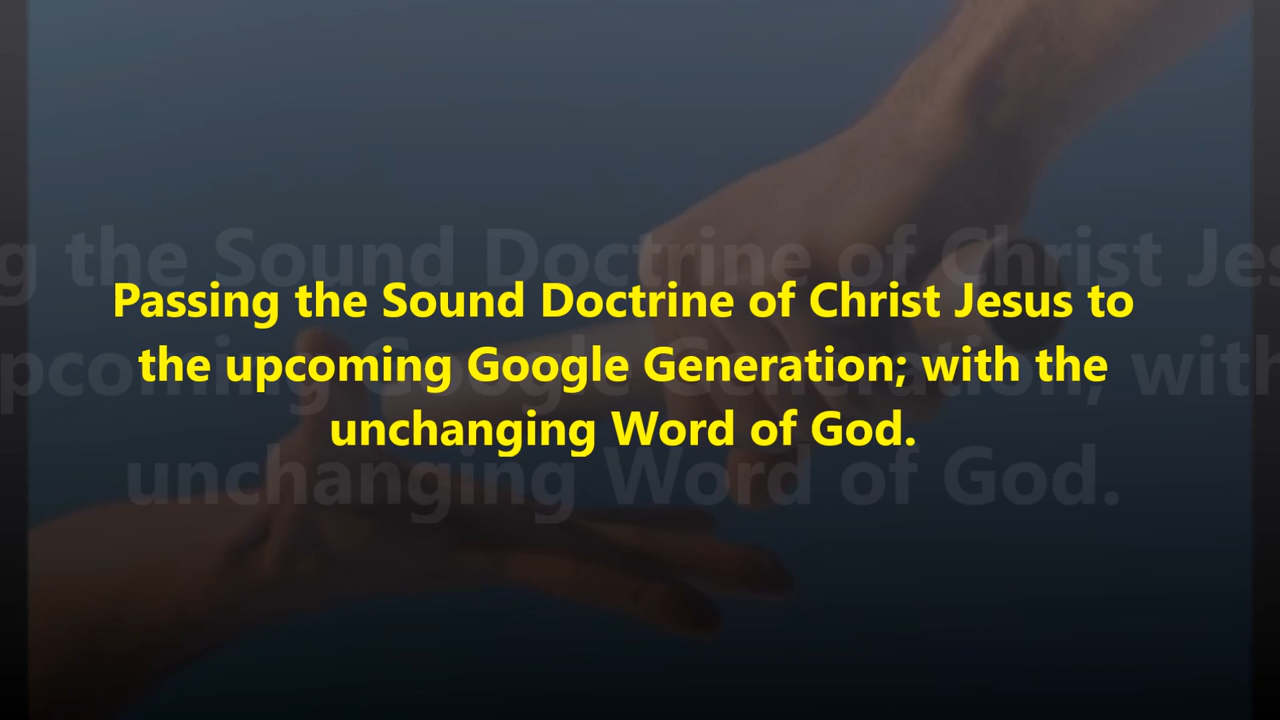 Passing the Sound Doctrine of Christ Jesus to
the upcoming Google Generation; with the
unchanging Word of God.